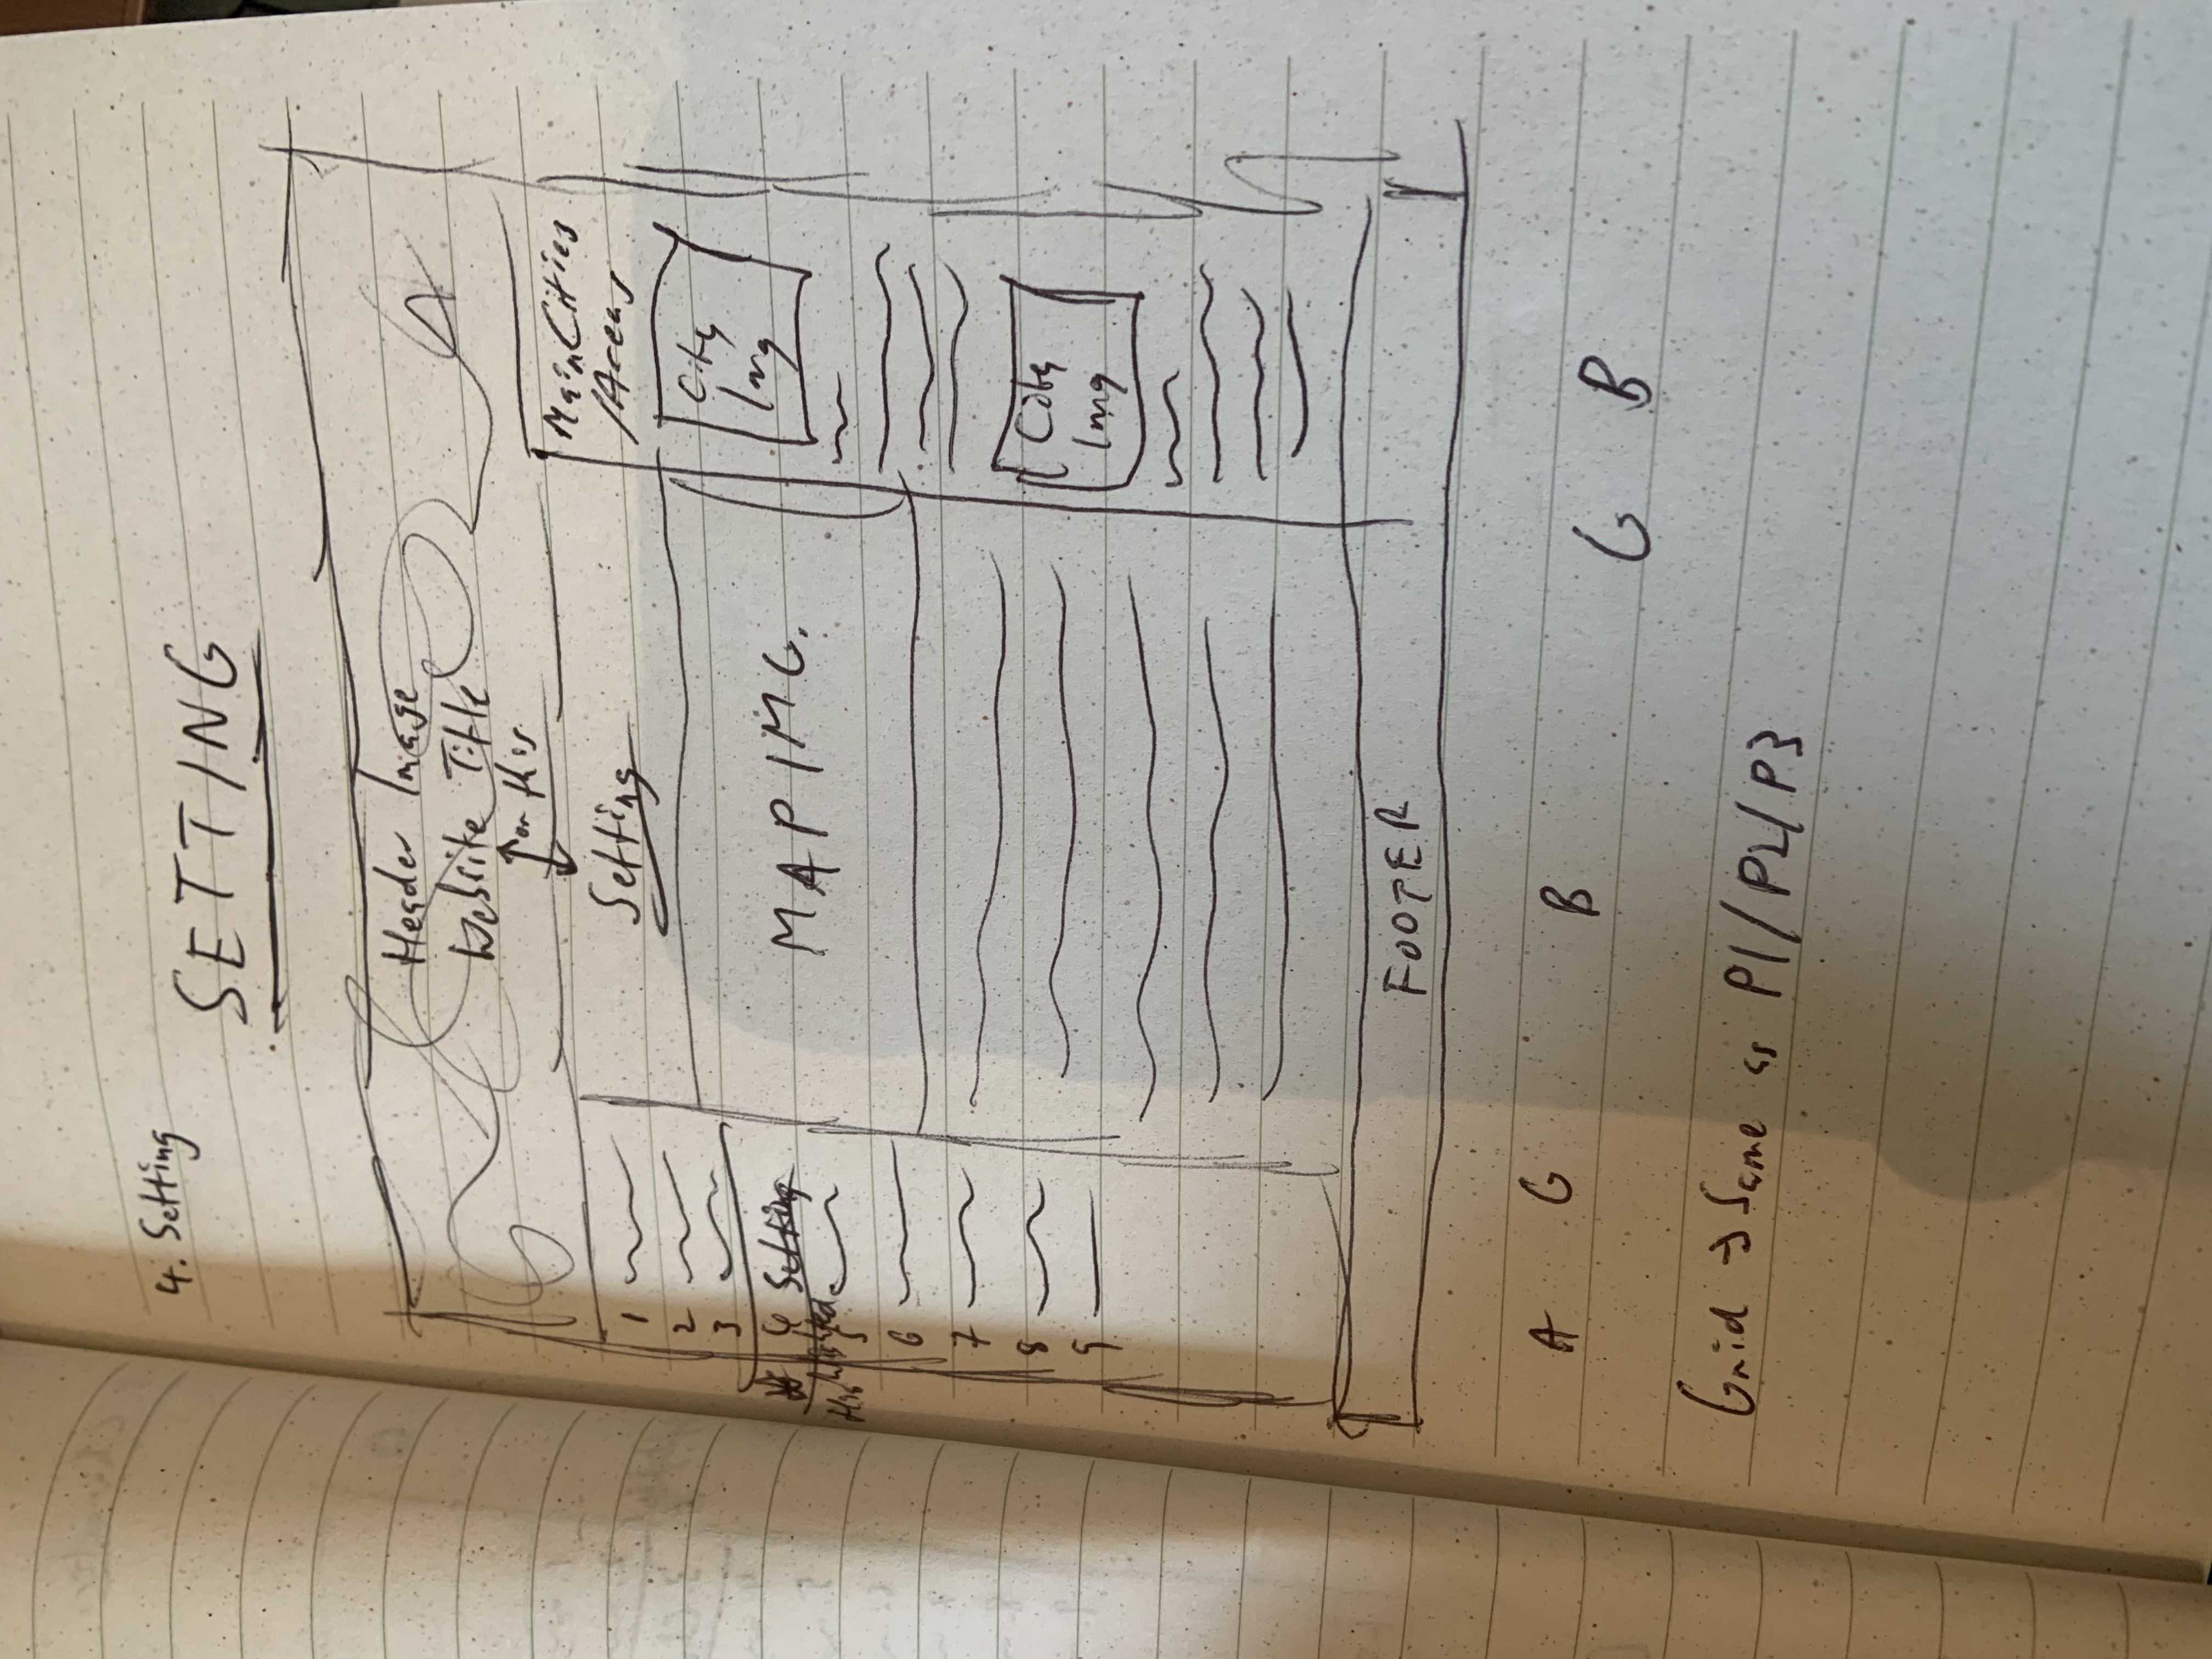 4. Setting
SETTING
Header Image
Website Title
on this
Setting
1
2
3
4 Setting
Highlighted
5
6
7
8
9
MAP IMG.
Main Cities
/Areas
City
Img
City
Img
FOOTER
A G B G B
Grid → Same as P1/P2/P3